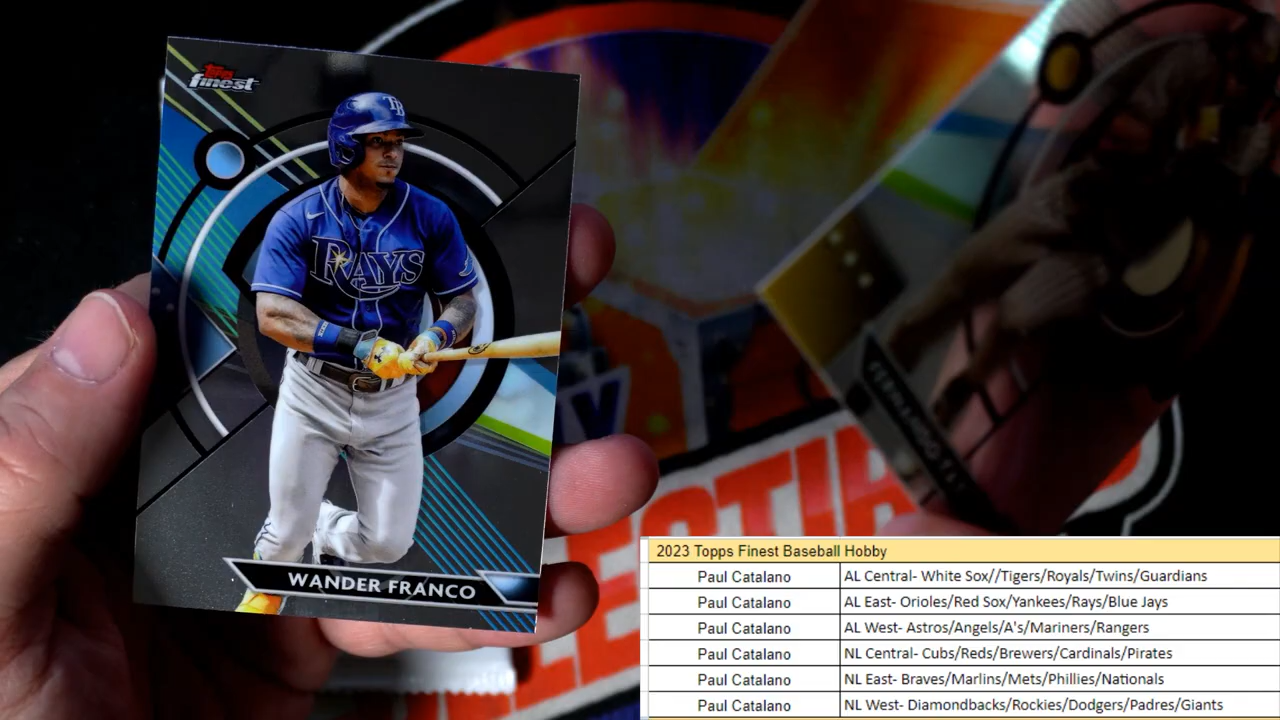 Topps
finest
TB
RAYS
WANDER FRANCO
2023 Topps Finest Baseball Hobby
Paul Catalano AL Central- White Sox//Tigers/Royals/Twins/Guardians
Paul Catalano AL East- Orioles/Red Sox/Yankees/Rays/Blue Jays
Paul Catalano AL West- Astros/Angels/A's/Mariners/Rangers
Paul Catalano NL Central- Cubs/Reds/Brewers/Cardinals/Pirates
Paul Catalano NL East- Braves/Marlins/Mets/Phillies/Nationals
Paul Catalano NL West- Diamondbacks/Rockies/Dodgers/Padres/Giants